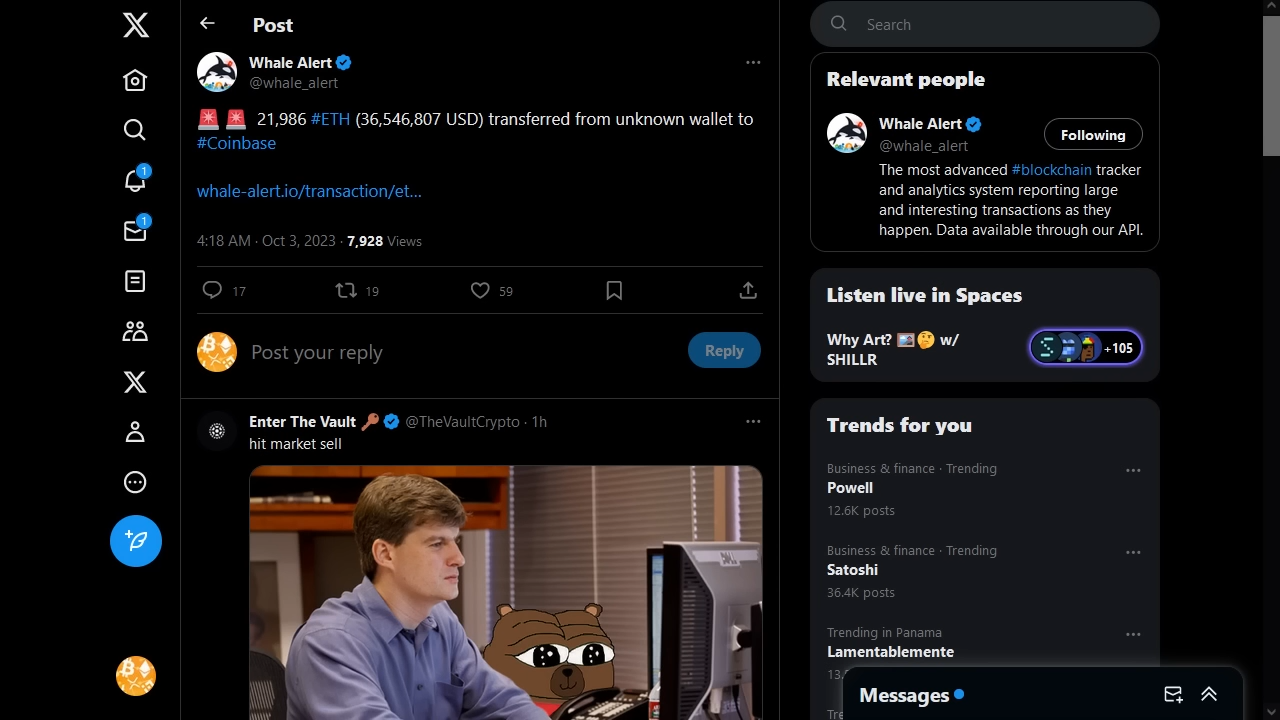 Post
Whale Alert
@whale_alert
🚨 🚨 21,986 #ETH (36,546,807 USD) transferred from unknown wallet to
#Coinbase
whale-alert.io/transaction/et...
4:18 AM · Oct 3, 2023 · 7,928 Views
17 19 59
Post your reply
Reply
Enter The Vault 🔑 @TheVaultCrypto · 1h
hit market sell
1
1
Search
Relevant people
Whale Alert
@whale_alert
Following
The most advanced #blockchain tracker
and analytics system reporting large
and interesting transactions as they
happen. Data available through our API.
Listen live in Spaces
Why Art? 🖼️🤔 w/
SHILLR
+105
Trends for you
Business & finance · Trending
Powell
12.6K posts
Business & finance · Trending
Satoshi
36.4K posts
Trending in Panama
Lamentablemente
Messages